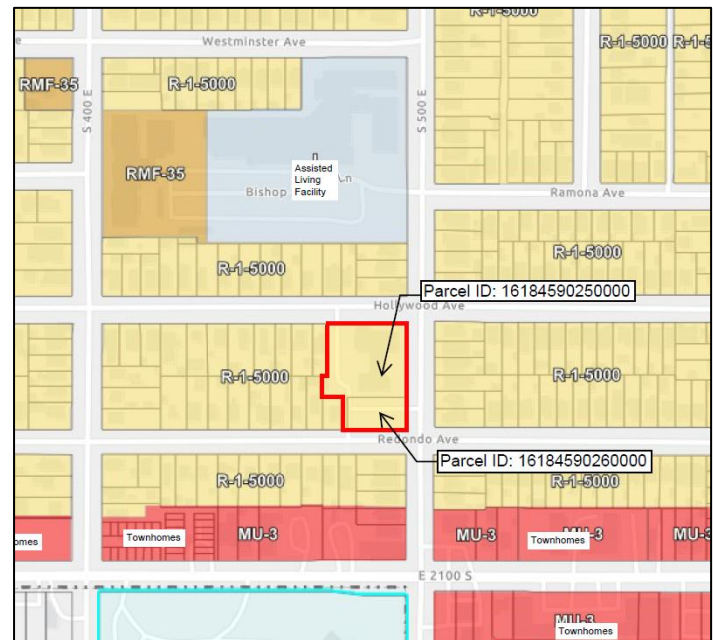 R-1-5000
Westminster Ave
R-1-5000
RMF-35
R-1-5000
S 400 E
S 500 E
RMF-35
Assisted
Living
Facility
Bishop
Ln
Ramona Ave
R-1-5000
R-1-5000
Parcel ID: 16184590250000
Hollywood Ave
R-1-5000
R-1-5000
Redondo Ave
Parcel ID: 16184590260000
R-1-5000
R-1-5000
Townhomes
MU-3
MU-3
Townhomes
E 2100 S
MU-3
Townhomes